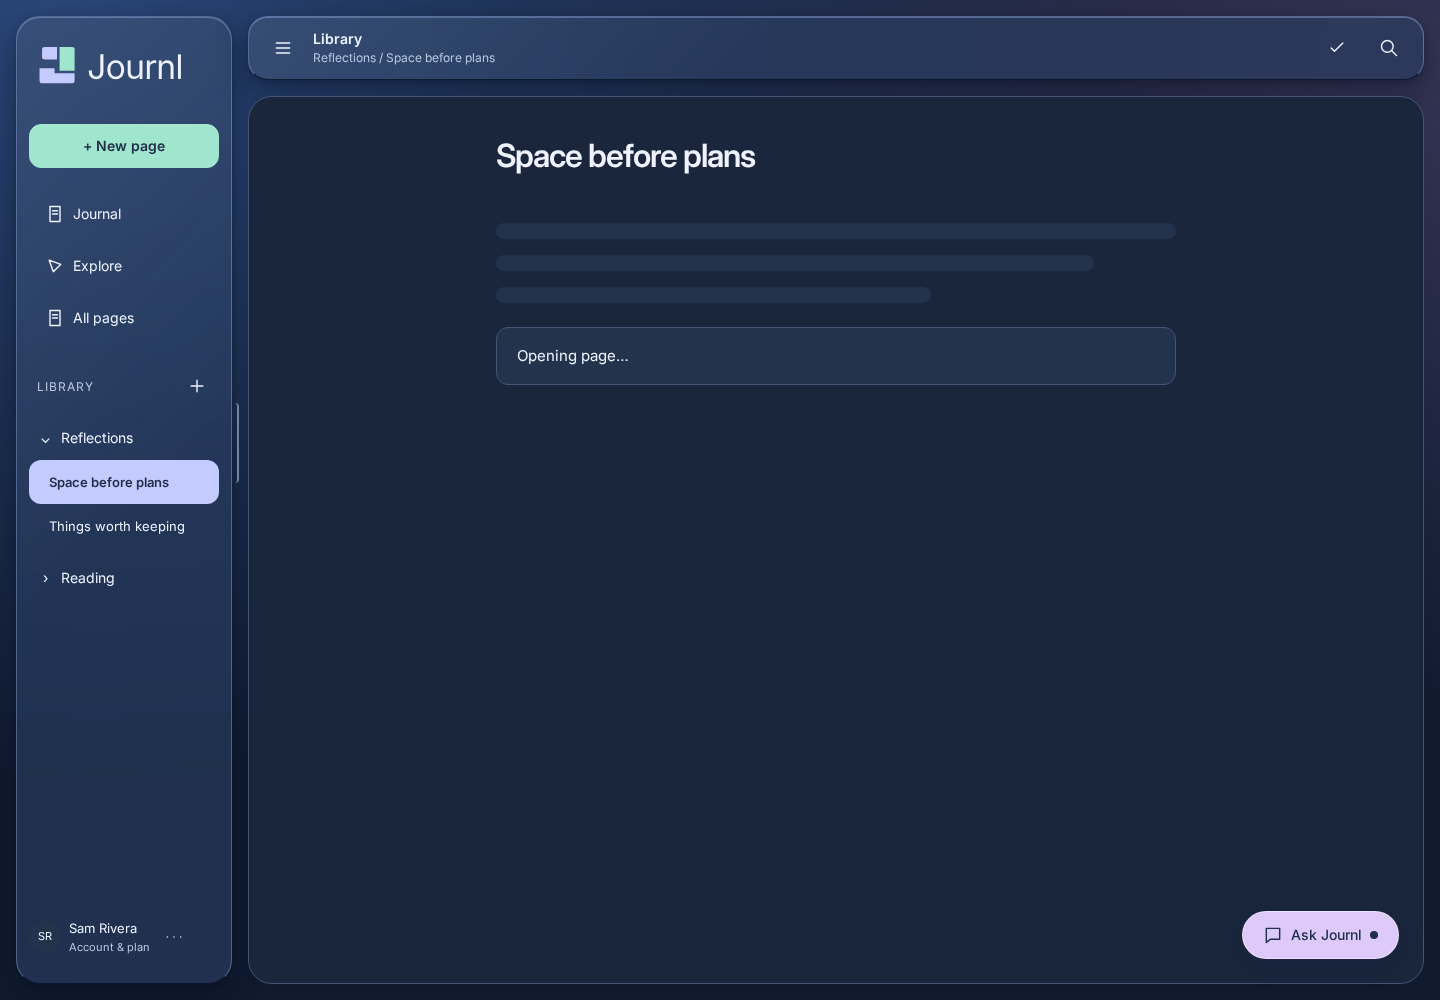 Journl
+ New page
Journal
Explore
All pages
LIBRARY
Reflections
Space before plans
Things worth keeping
Reading
SR
Sam Rivera
Account & plan
Library
Reflections / Space before plans
Space before plans
Opening page...
Ask Journl